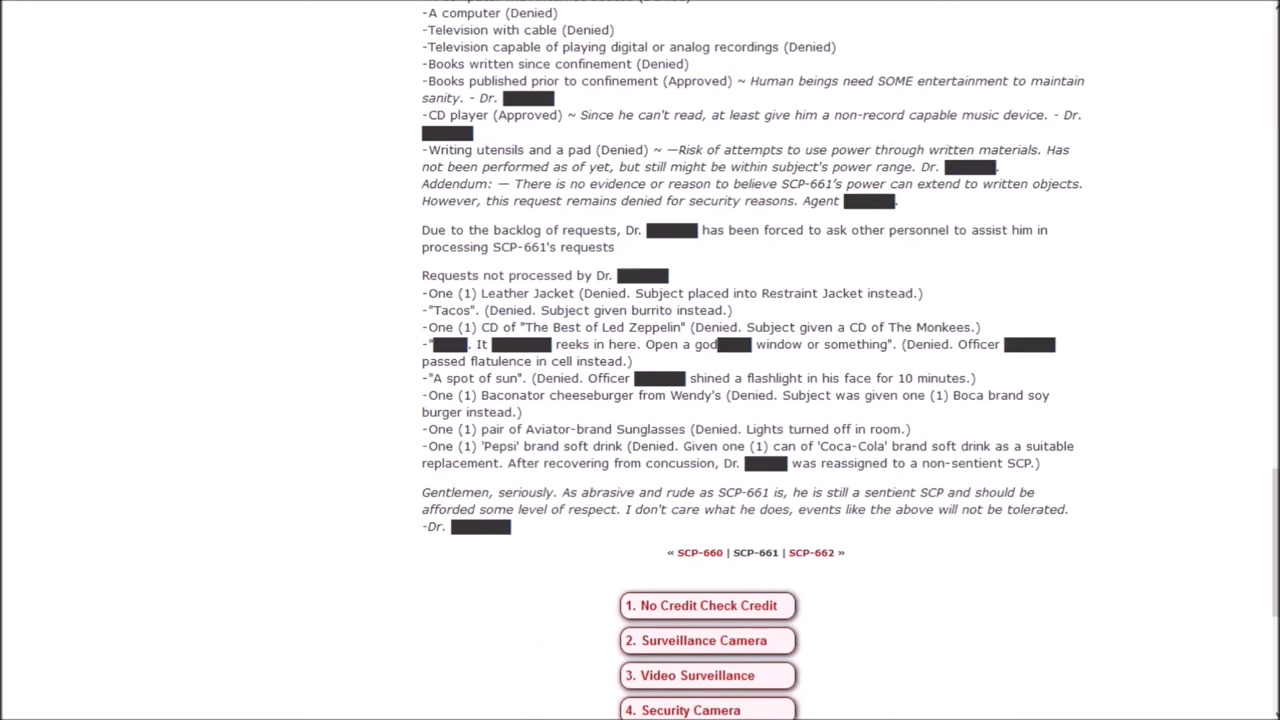 -A computer (Denied)
-Television with cable (Denied)
-Television capable of playing digital or analog recordings (Denied)
-Books written since confinement (Denied)
-Books published prior to confinement (Approved) ~ Human beings need SOME entertainment to maintain
sanity. - Dr.
-CD player (Approved) ~ Since he can't read, at least give him a non-record capable music device. - Dr.
-Writing utensils and a pad (Denied) ~ —Risk of attempts to use power through written materials. Has
not been performed as of yet, but still might be within subject's power range. Dr. .
Addendum: — There is no evidence or reason to believe SCP-661's power can extend to written objects.
However, this request remains denied for security reasons. Agent .
Due to the backlog of requests, Dr. has been forced to ask other personnel to assist him in
processing SCP-661's requests
Requests not processed by Dr.
-One (1) Leather Jacket (Denied. Subject placed into Restraint Jacket instead.)
-"Tacos". (Denied. Subject given burrito instead.)
-One (1) CD of "The Best of Led Zeppelin" (Denied. Subject given a CD of The Monkees.)
-" . It reeks in here. Open a god window or something". (Denied. Officer
passed flatulence in cell instead.)
-"A spot of sun". (Denied. Officer shined a flashlight in his face for 10 minutes.)
-One (1) Baconator cheeseburger from Wendy's (Denied. Subject was given one (1) Boca brand soy
burger instead.)
-One (1) pair of Aviator-brand Sunglasses (Denied. Lights turned off in room.)
-One (1) 'Pepsi' brand soft drink (Denied. Given one (1) can of 'Coca-Cola' brand soft drink as a suitable
replacement. After recovering from concussion, Dr. was reassigned to a non-sentient SCP.)
Gentlemen, seriously. As abrasive and rude as SCP-661 is, he is still a sentient SCP and should be
afforded some level of respect. I don't care what he does, events like the above will not be tolerated.
-Dr.
« SCP-660 | SCP-661 | SCP-662 »
1. No Credit Check Credit
2. Surveillance Camera
3. Video Surveillance
4. Security Camera